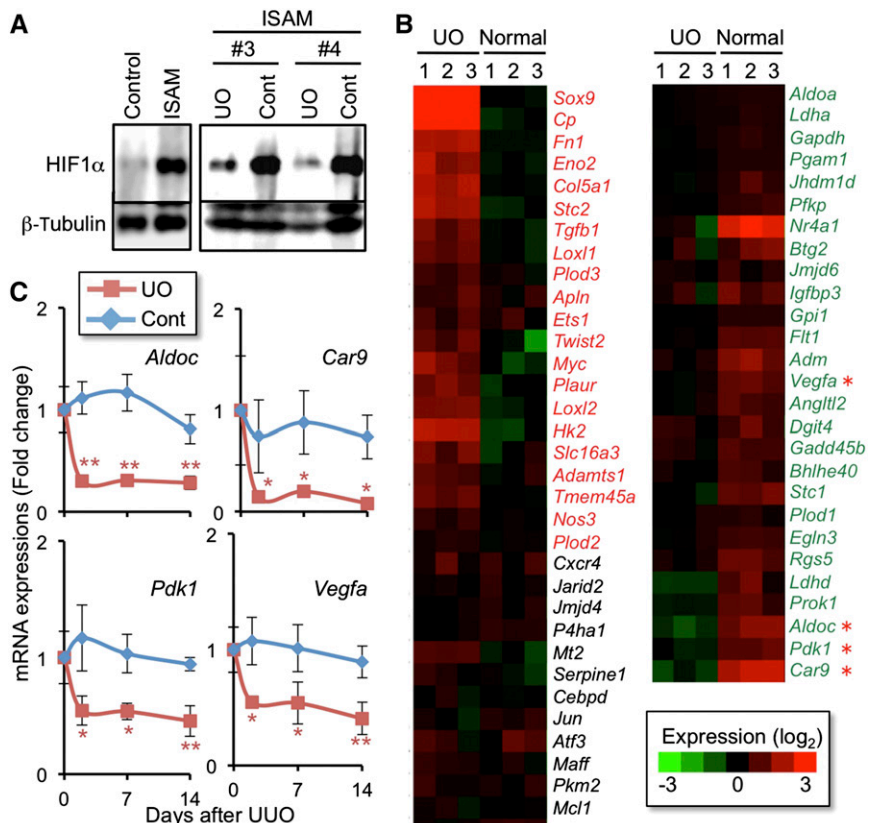 A
ISAM
#3 #4
Control
ISAM
UO
Cont
UO
Cont
HIF1α
β-Tubulin
B
UO Normal
1 2 3 1 2 3
Sox9
Cp
Fn1
Eno2
Col5a1
Stc2
Tgfb1
Loxl1
Plod3
Apln
Ets1
Twist2
Myc
Plaur
Loxl2
Hk2
Slc16a3
Adamts1
Tmem45a
Nos3
Plod2
Cxcr4
Jarid2
Jmjd4
P4ha1
Mt2
Serpine1
Cebpd
Jun
Atf3
Maff
Pkm2
Mcl1
UO Normal
1 2 3 1 2 3
Aldoa
Ldha
Gapdh
Pgam1
Jhdm1d
Pfkp
Nr4a1
Btg2
Jmjd6
Igfbp3
Gpi1
Flt1
Adm
Vegfa *
Angltl2
Dgit4
Gadd45b
Bhlhe40
Stc1
Plod1
Egln3
Rgs5
Ldhd
Prok1
Aldoc *
Pdk1 *
Car9 *
Expression (log2)
-3 0 3
C
UO
Cont
mRNA expressions (Fold change)
2
1
0
Aldoc
** ** **
2
1
0
Car9
* * *
2
1
0
Pdk1
* * **
0 7 14
2
1
0
Vegfa
* * **
0 7 14
Days after UUO